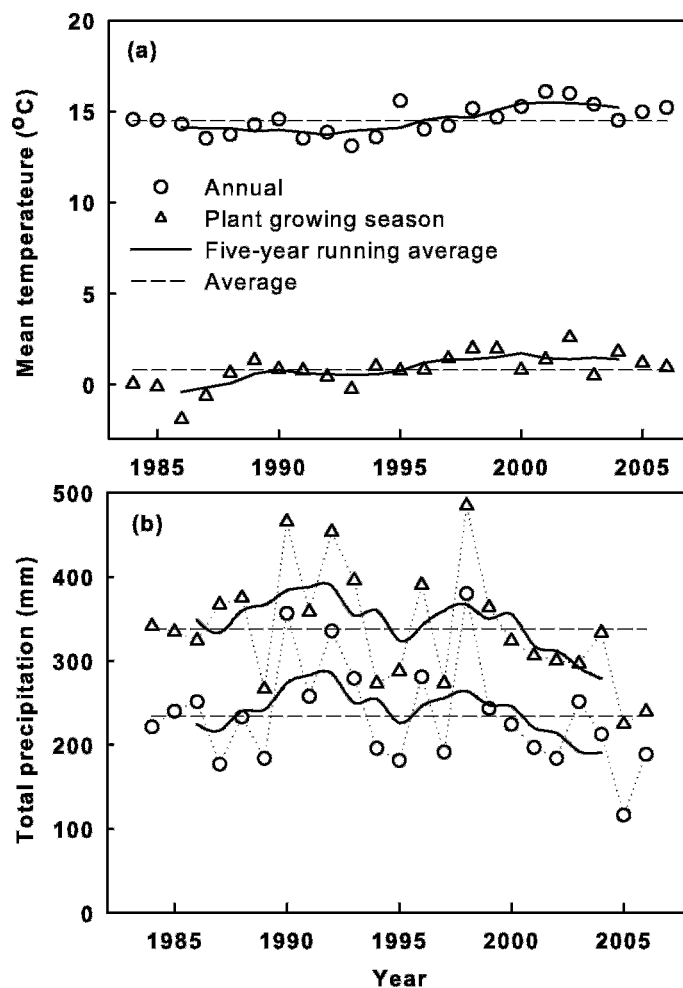 20
(a)
15
Annual
Plant growing season
10
Five-year running average
Average
5
0
Mean temperateure (°C)
1985 1990 1995 2000 2005
500
(b)
400
300
200
100
0
Total precipitation (mm)
1985 1990 1995 2000 2005
Year